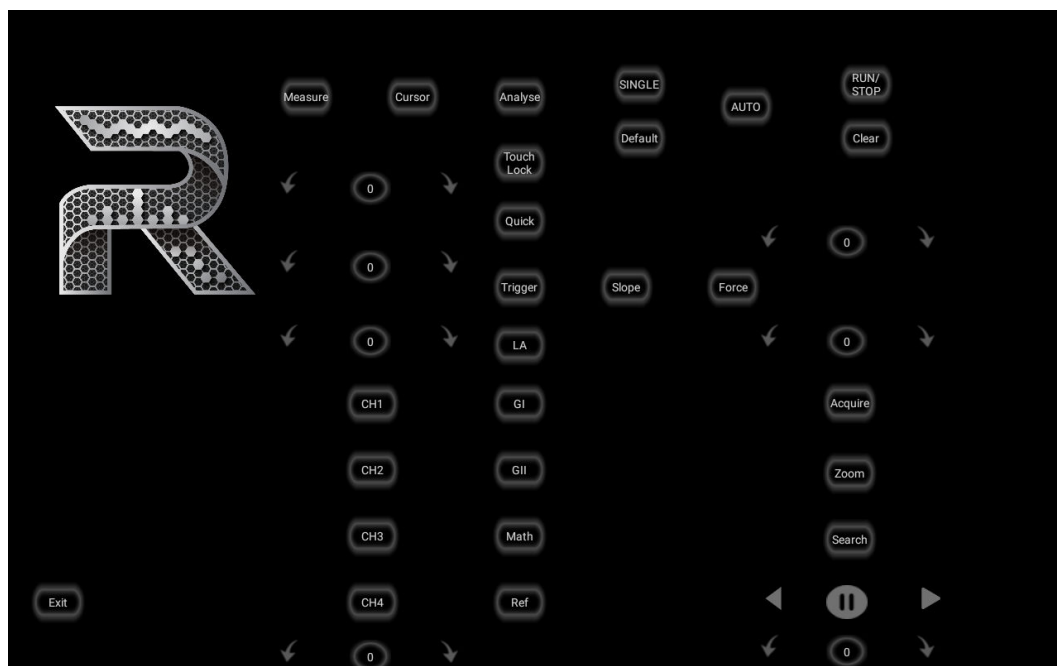 SINGLE
RUN/
STOP
Measure
Cursor
Analyse
AUTO
Default
Clear
Touch
Lock
0
Quick
0
0
Trigger
Slope
Force
0
LA
0
CH1
GI
Acquire
CH2
GII
Zoom
CH3
Math
Search
Exit
CH4
Ref
0
0